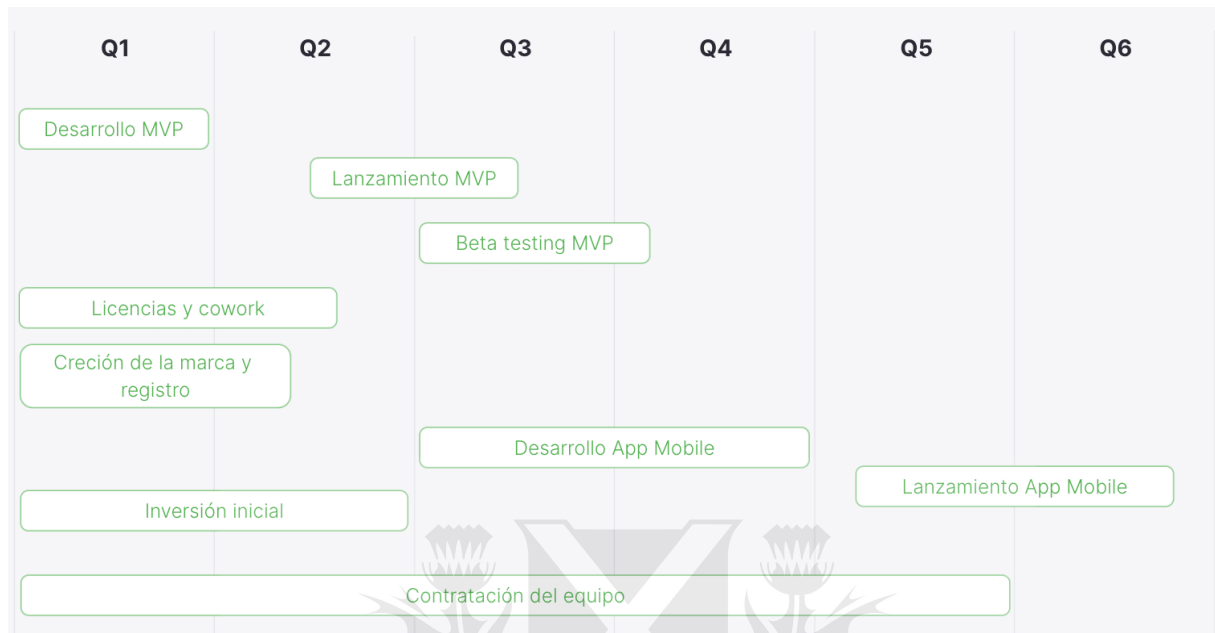 Q1 Q2 Q3 Q4 Q5 Q6
Desarrollo MVP
Lanzamiento MVP
Beta testing MVP
Licencias y cowork
Creción de la marca y
registro
Desarrollo App Mobile
Lanzamiento App Mobile
Inversión inicial
Contratación del equipo